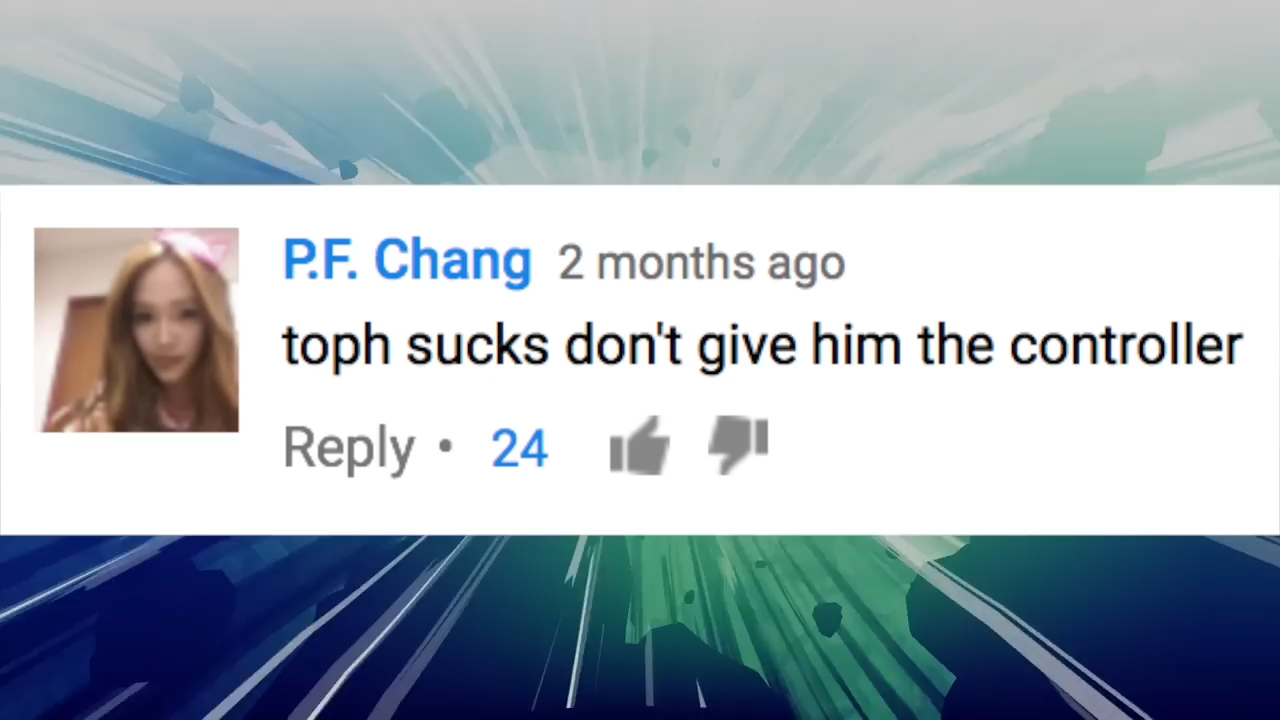 P.F. Chang 2 months ago
toph sucks don't give him the controller
Reply • 24